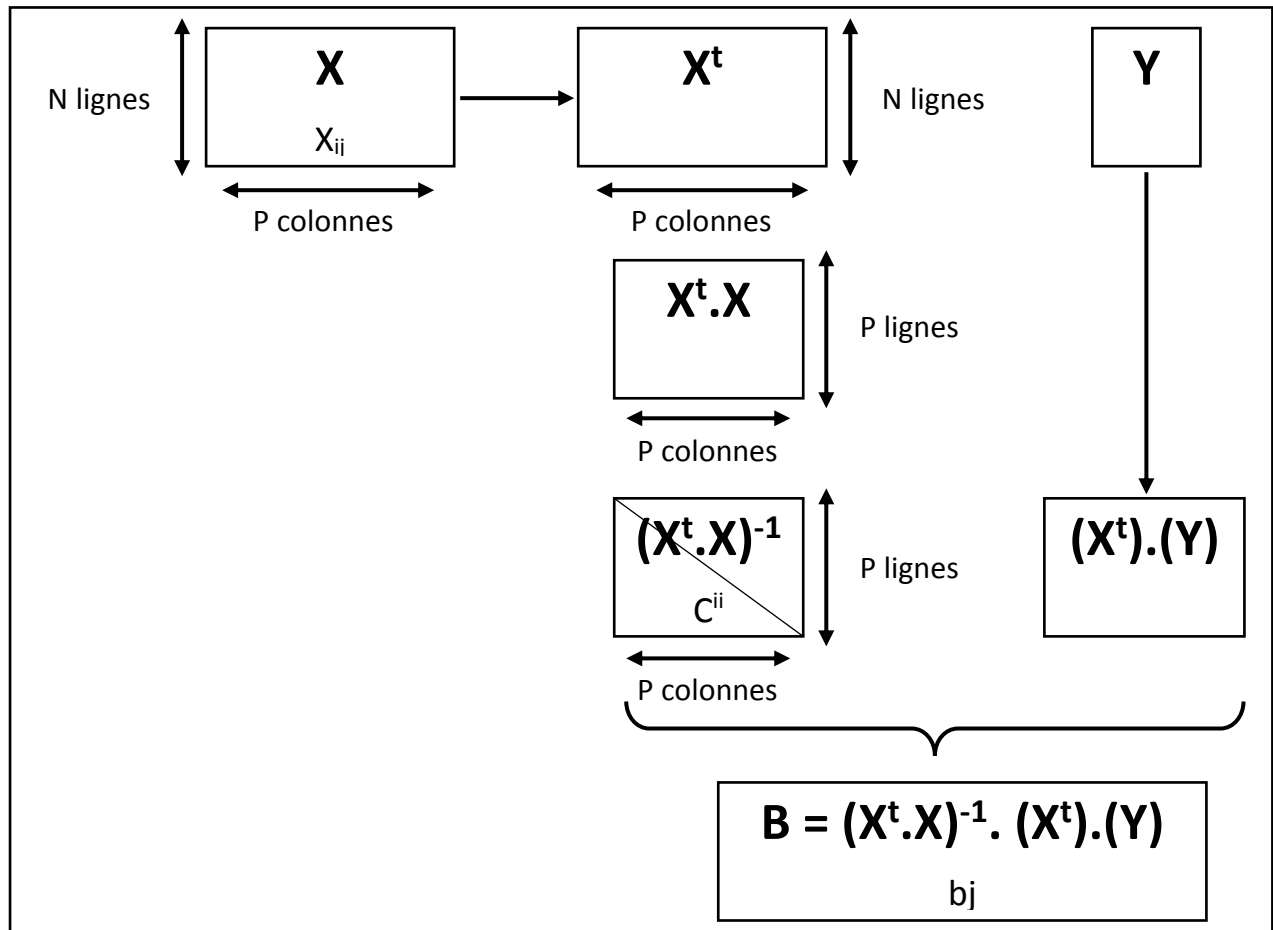 X
Xᵗ
Y
N lignes
N lignes
Xᵢⱼ
P colonnes
P colonnes
Xᵗ.X
P lignes
P colonnes
(Xᵗ.X)⁻¹
(Xᵗ).(Y)
P lignes
Cⁱⁱ
P colonnes
B = (Xᵗ.X)⁻¹. (Xᵗ).(Y)
bj